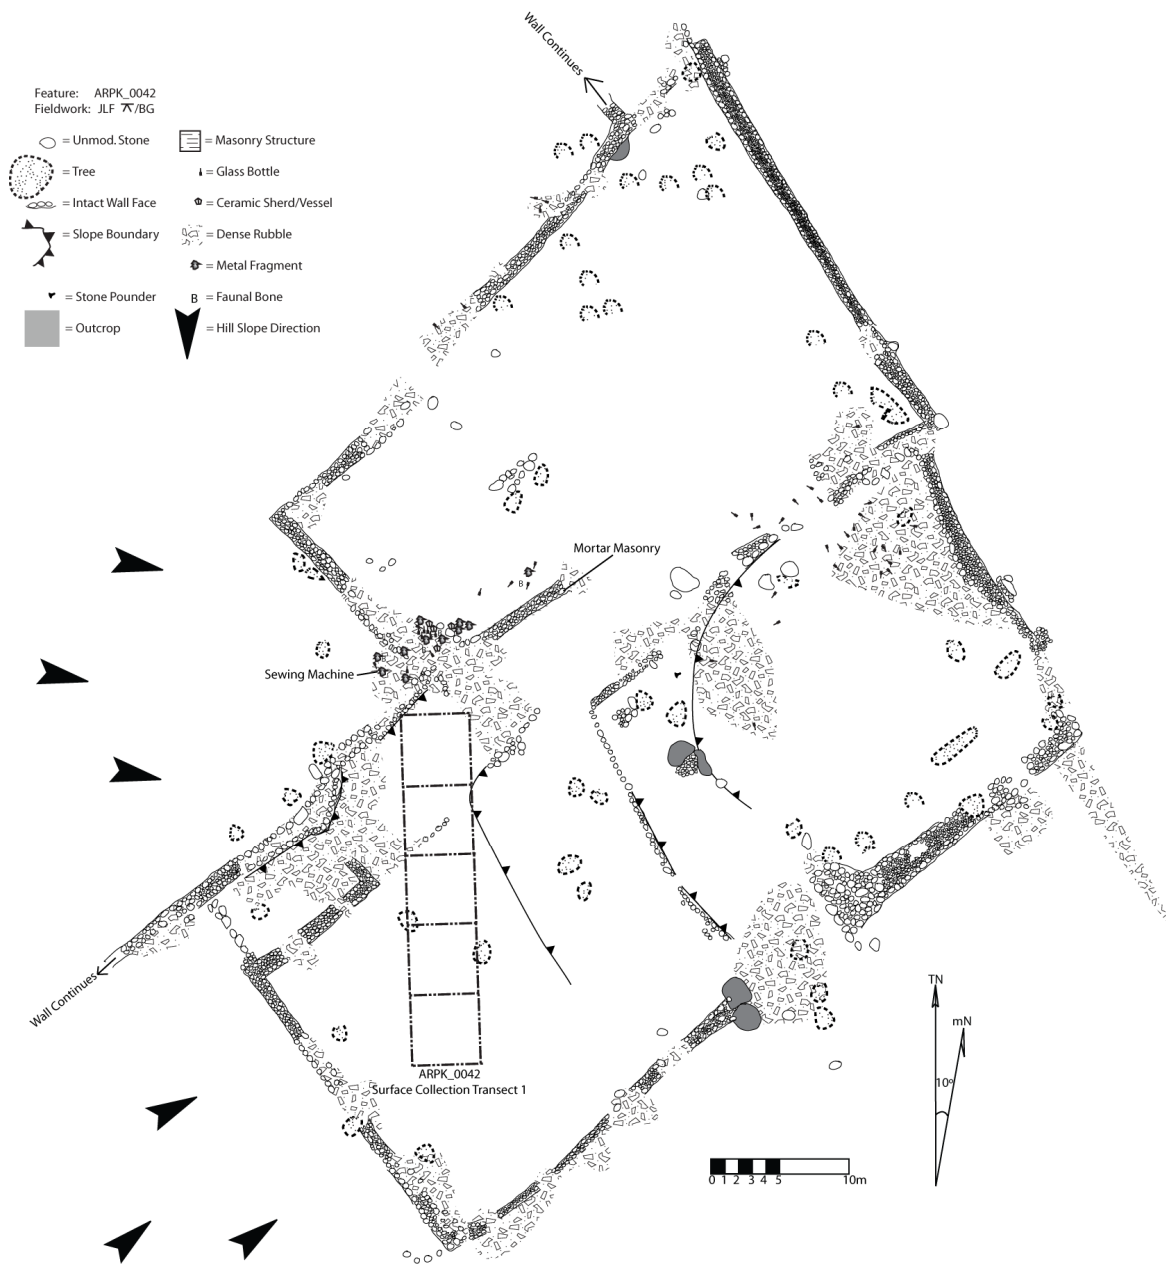 Wall Continues
Feature: ARPK_0042
Fieldwork: JLF /BG
= Unmod. Stone
= Masonry Structure
= Tree
= Glass Bottle
= Intact Wall Face
= Ceramic Sherd/Vessel
= Slope Boundary
= Dense Rubble
= Metal Fragment
= Stone Pounder
B = Faunal Bone
= Outcrop
= Hill Slope Direction
Mortar Masonry
B
Sewing Machine
Wall Continues
TN
mN
10º
ARPK_0042
Surface Collection Transect 1
0 1 2 3 4 5 10m